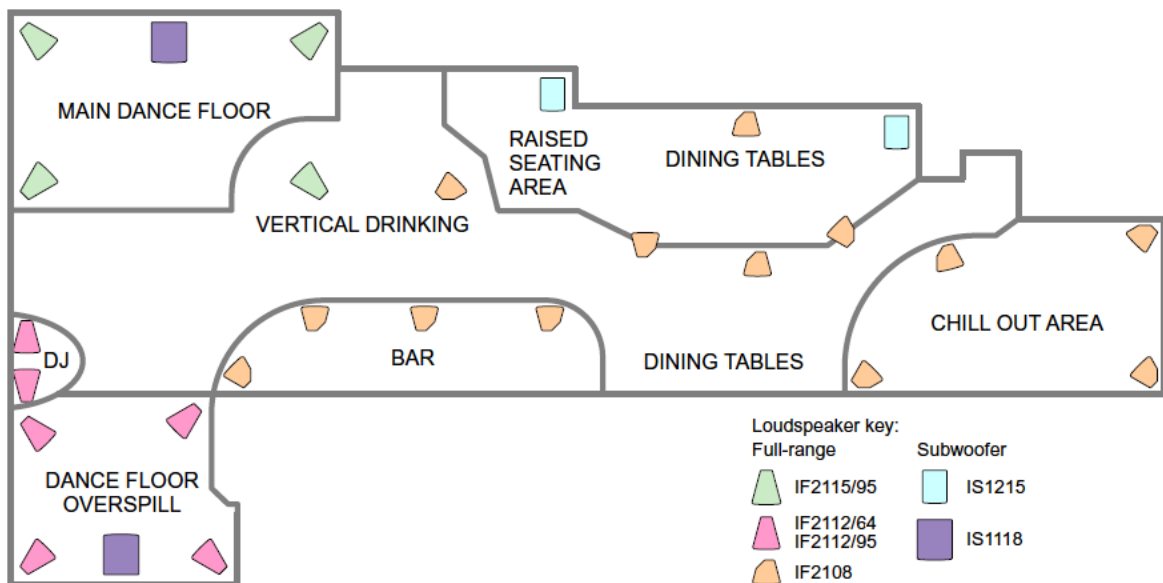 MAIN DANCE FLOOR
RAISED
SEATING
AREA
DINING TABLES
VERTICAL DRINKING
CHILL OUT AREA
DJ
BAR
DINING TABLES
DANCE FLOOR
OVERSPILL
Loudspeaker key:
Full-range
Subwoofer
IF2115/95
IS1215
IF2112/64
IF2112/95
IS1118
IF2108